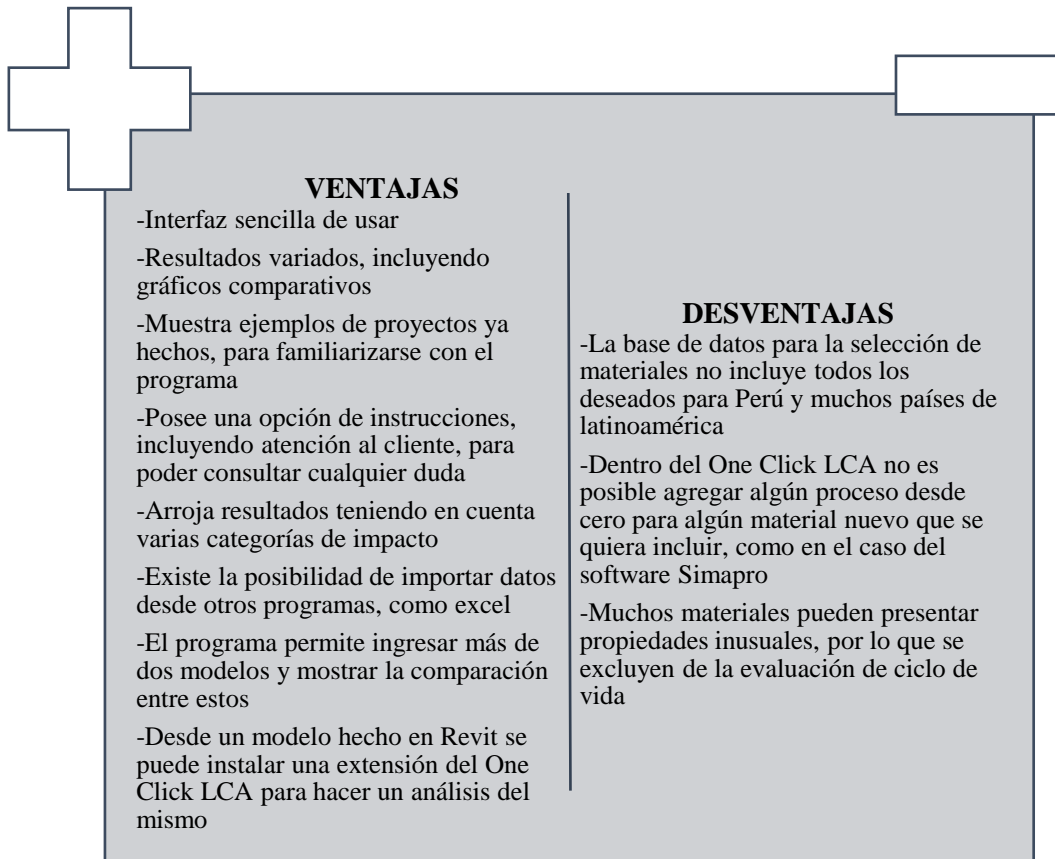 VENTAJAS
-Interfaz sencilla de usar
-Resultados variados, incluyendo
gráficos comparativos
-Muestra ejemplos de proyectos ya
hechos, para familiarizarse con el
programa
-Posee una opción de instrucciones,
incluyendo atención al cliente, para
poder consultar cualquier duda
-Arroja resultados teniendo en cuenta
varias categorías de impacto
-Existe la posibilidad de importar datos
desde otros programas, como excel
-El programa permite ingresar más de
dos modelos y mostrar la comparación
entre estos
-Desde un modelo hecho en Revit se
puede instalar una extensión del One
Click LCA para hacer un análisis del
mismo
DESVENTAJAS
-La base de datos para la selección de
materiales no incluye todos los
deseados para Perú y muchos países de
latinoamérica
-Dentro del One Click LCA no es
posible agregar algún proceso desde
cero para algún material nuevo que se
quiera incluir, como en el caso del
software Simapro
-Muchos materiales pueden presentar
propiedades inusuales, por lo que se
excluyen de la evaluación de ciclo de
vida